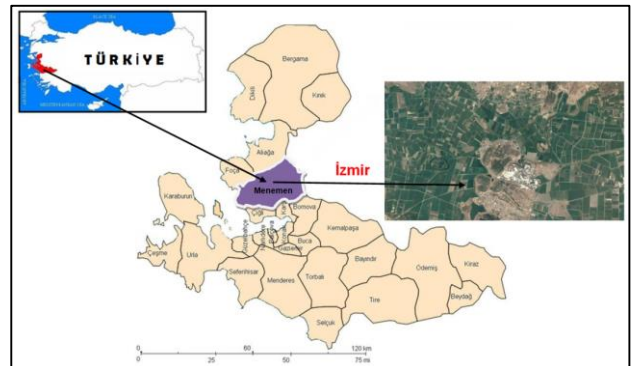 TÜRKİYE
Bergama
Dikili
Kınık
Aliağa
Foça
Menemen
İzmir
Karaburun
Çiğli
Bornova
Kemalpaşa
Çeşme
Urla
Buca
Gaziemir
Seferihisar
Menderes
Torbalı
Bayındır
Ödemiş
Kiraz
Beydağ
Tire
Selçuk
0 60 120 km
0 25 50 75 mi